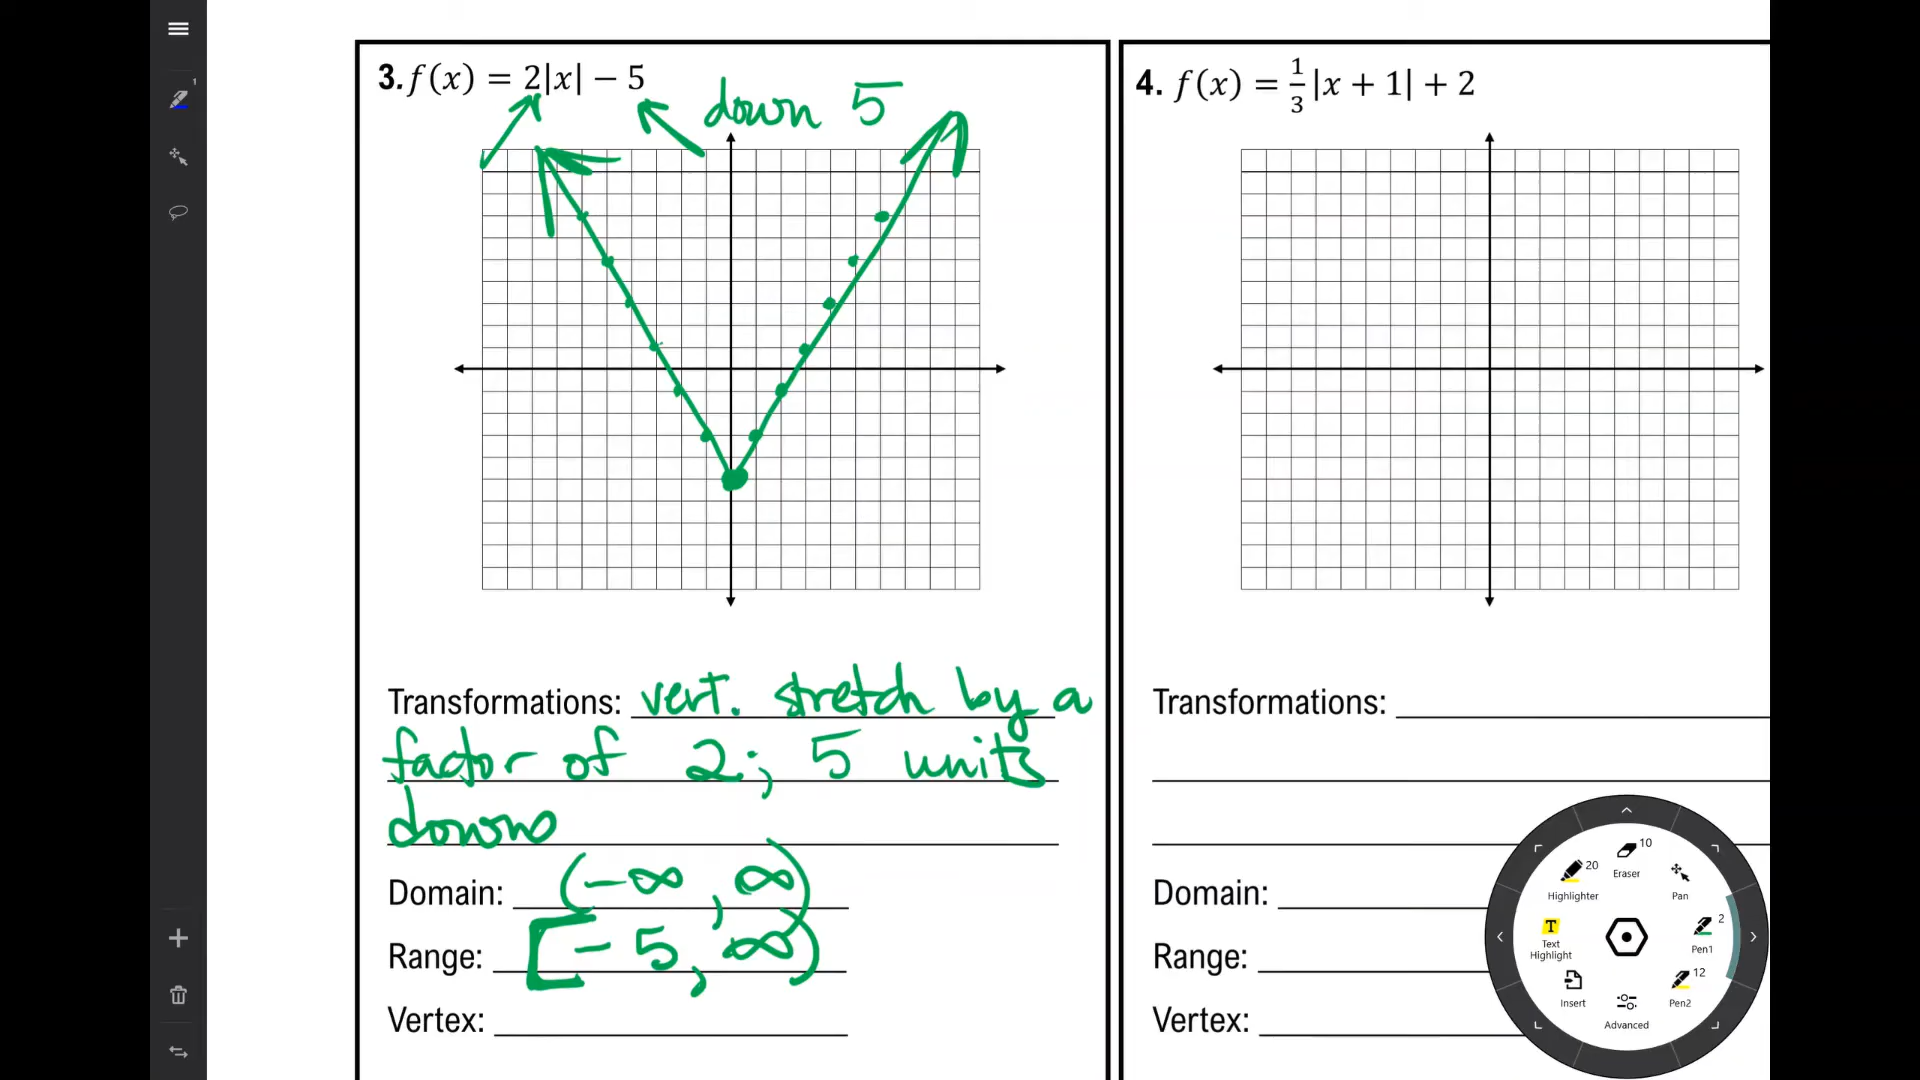 3. f(x) = 2|x| − 5
down 5
Transformations: vert. stretch by a
factor of 2; 5 units
down
Domain: (-∞, ∞)
Range: [-5, ∞)
Vertex:
4. f(x) = 1/3|x + 1| + 2
Transformations:
Domain:
Range:
Vertex:
1
10
Eraser
20
Highlighter
Pan
T
Text
Highlight
2
Pen1
Insert
12
Pen2
Advanced